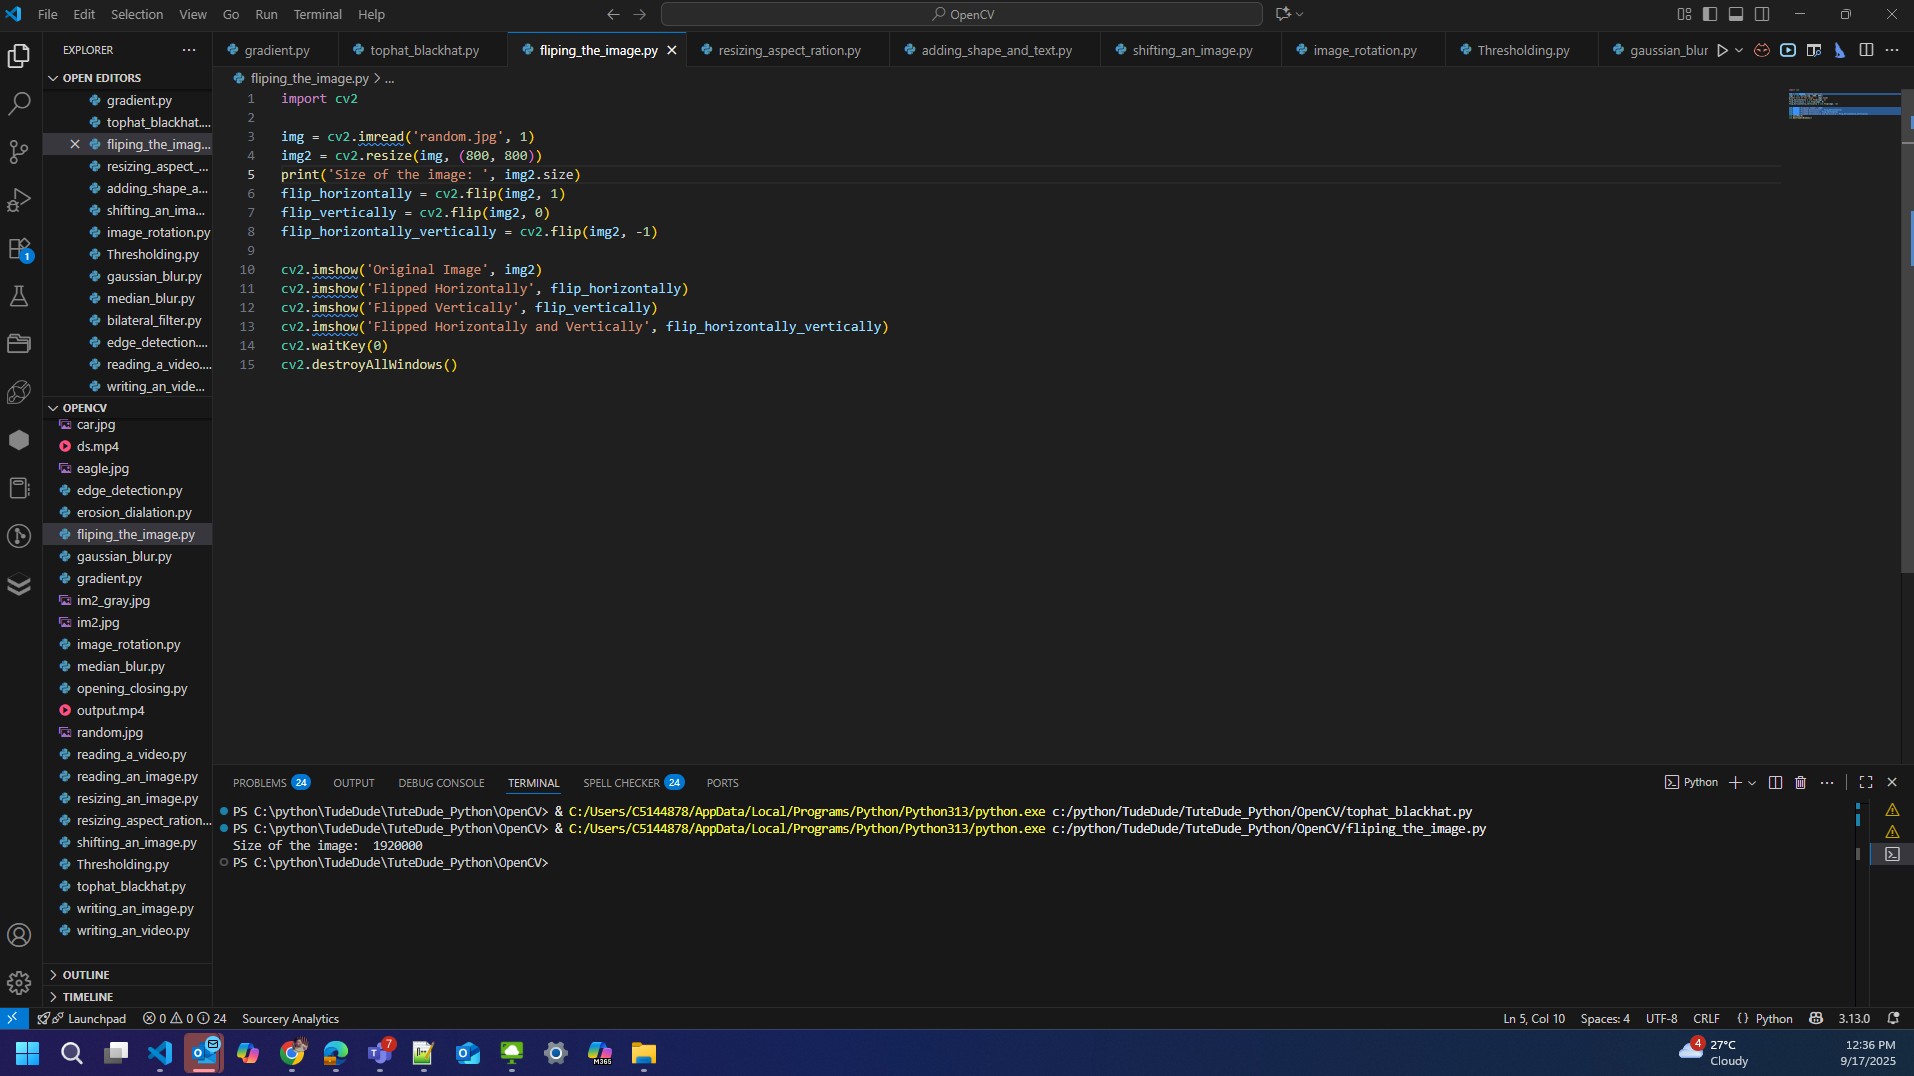 File Edit Selection View Go Run Terminal Help
OpenCV
EXPLORER
gradient.py
tophat_blackhat.py
fliping_the_image.py
resizing_aspect_ration.py
adding_shape_and_text.py
shifting_an_image.py
image_rotation.py
Thresholding.py
gaussian_blur
OPEN EDITORS
gradient.py
tophat_blackhat....
fliping_the_imag...
resizing_aspect_...
adding_shape_a...
shifting_an_ima...
image_rotation.py
Thresholding.py
gaussian_blur.py
median_blur.py
bilateral_filter.py
edge_detection....
reading_a_video....
writing_an_vide...
OPENCV
car.jpg
ds.mp4
eagle.jpg
edge_detection.py
erosion_dialation.py
fliping_the_image.py
gaussian_blur.py
gradient.py
im2_gray.jpg
im2.jpg
image_rotation.py
median_blur.py
opening_closing.py
output.mp4
random.jpg
reading_a_video.py
reading_an_image.py
resizing_an_image.py
resizing_aspect_ration...
shifting_an_image.py
Thresholding.py
tophat_blackhat.py
writing_an_image.py
writing_an_video.py
OUTLINE
TIMELINE
1
fliping_the_image.py > ...
1 import cv2
2
3 img = cv2.imread('random.jpg', 1)
4 img2 = cv2.resize(img, (800, 800))
5 print('Size of the image: ', img2.size)
6 flip_horizontally = cv2.flip(img2, 1)
7 flip_vertically = cv2.flip(img2, 0)
8 flip_horizontally_vertically = cv2.flip(img2, -1)
9
10 cv2.imshow('Original Image', img2)
11 cv2.imshow('Flipped Horizontally', flip_horizontally)
12 cv2.imshow('Flipped Vertically', flip_vertically)
13 cv2.imshow('Flipped Horizontally and Vertically', flip_horizontally_vertically)
14 cv2.waitKey(0)
15 cv2.destroyAllWindows()
PROBLEMS 24 OUTPUT DEBUG CONSOLE TERMINAL SPELL CHECKER 24 PORTS
Python
PS C:\python\TudeDude\TuteDude_Python\OpenCV> & C:/Users/C5144878/AppData/Local/Programs/Python/Python313/python.exe c:/python/TudeDude/TuteDude_Python/OpenCV/tophat_blackhat.py
PS C:\python\TudeDude\TuteDude_Python\OpenCV> & C:/Users/C5144878/AppData/Local/Programs/Python/Python313/python.exe c:/python/TudeDude/TuteDude_Python/OpenCV/fliping_the_image.py
Size of the image:  1920000
PS C:\python\TudeDude\TuteDude_Python\OpenCV>
Launchpad 0 0 24 Sourcery Analytics
Ln 5, Col 10 Spaces: 4 UTF-8 CRLF {} Python 3.13.0
7
M365
4
27°C
Cloudy
12:36 PM
9/17/2025